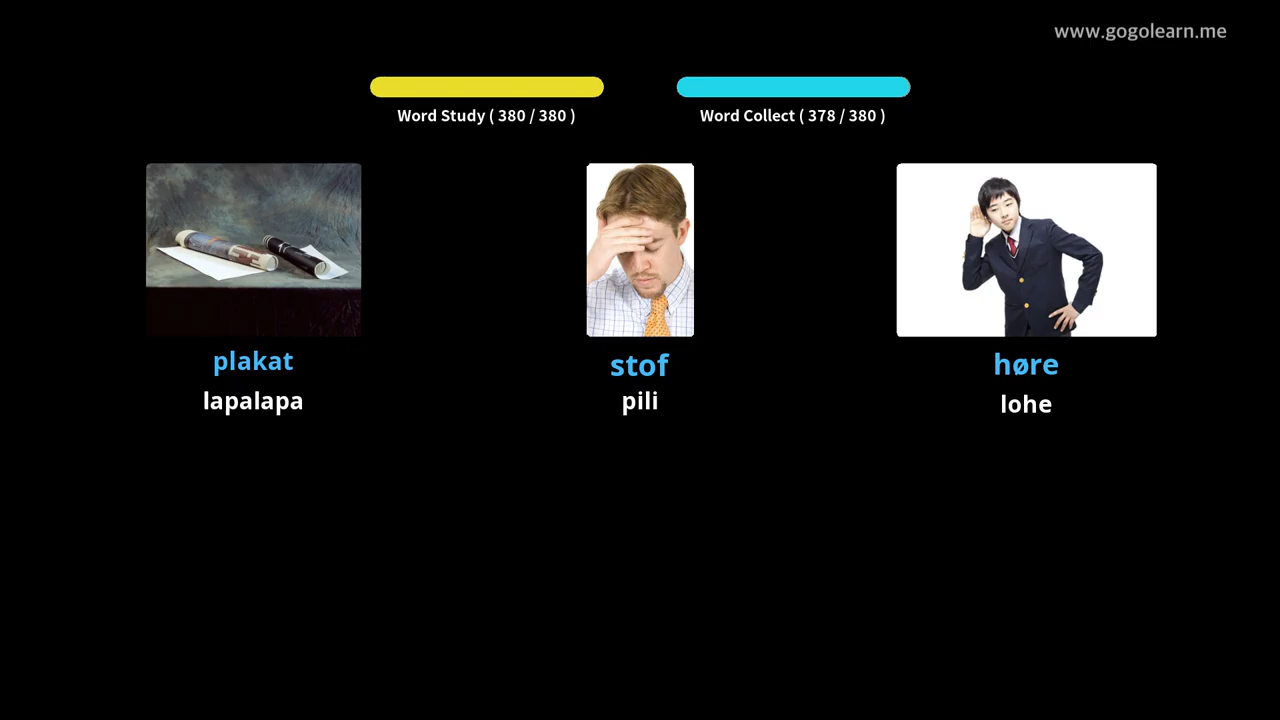 www.gogolearn.me
Word Study ( 380 / 380 )
Word Collect ( 378 / 380 )
plakat
lapalapa
stof
pili
høre
lohe